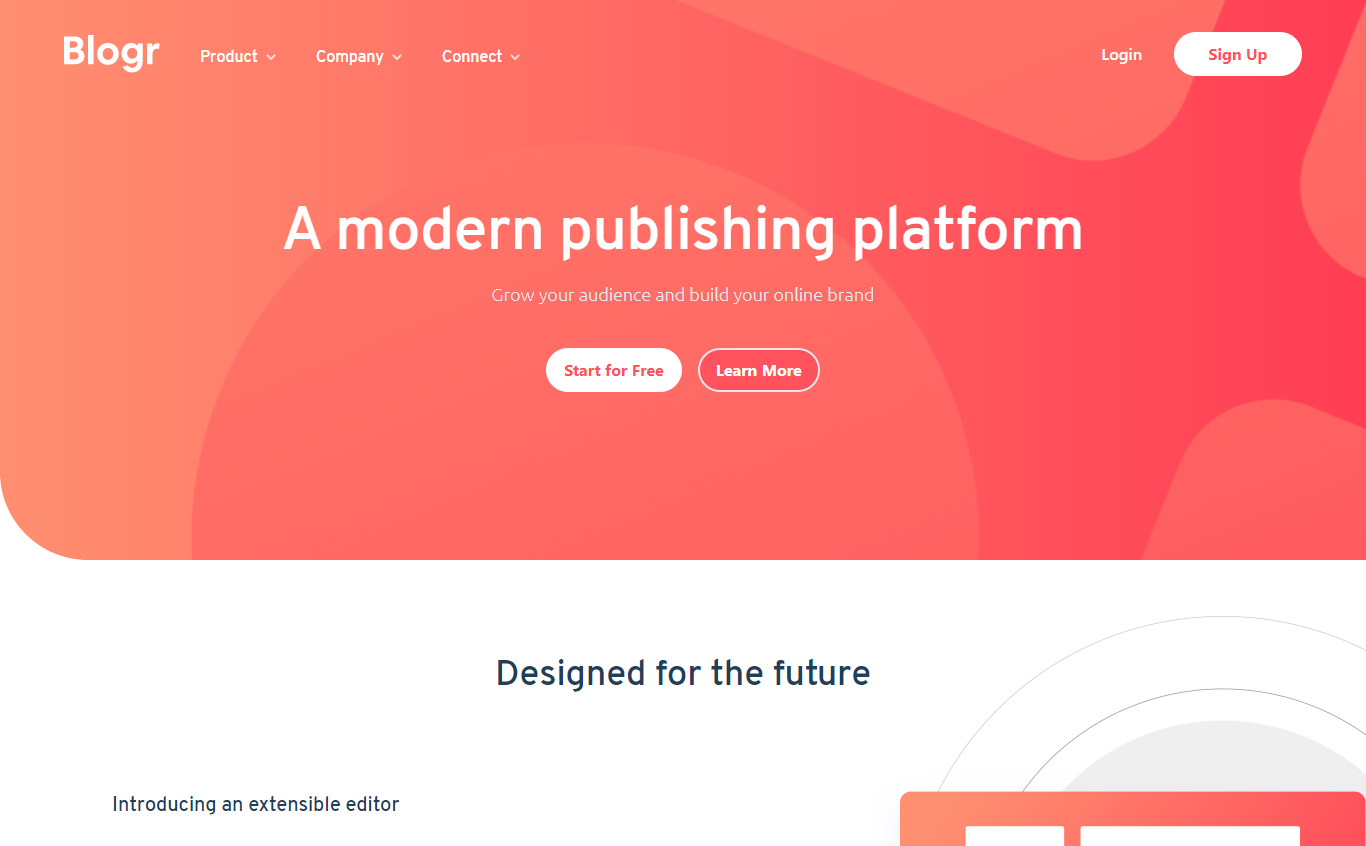 Blogr Product Company Connect Login Sign Up
A modern publishing platform
Grow your audience and build your online brand
Start for Free Learn More
Designed for the future
Introducing an extensible editor